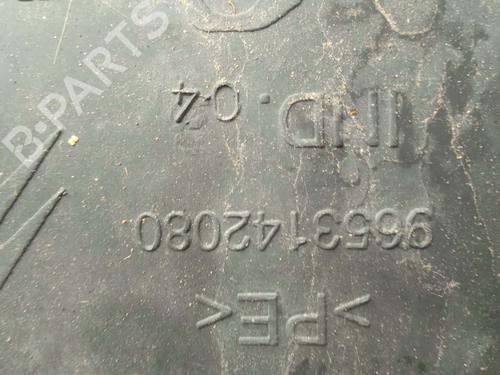 >PE<
9653142080
IND. 04
B-PARTS